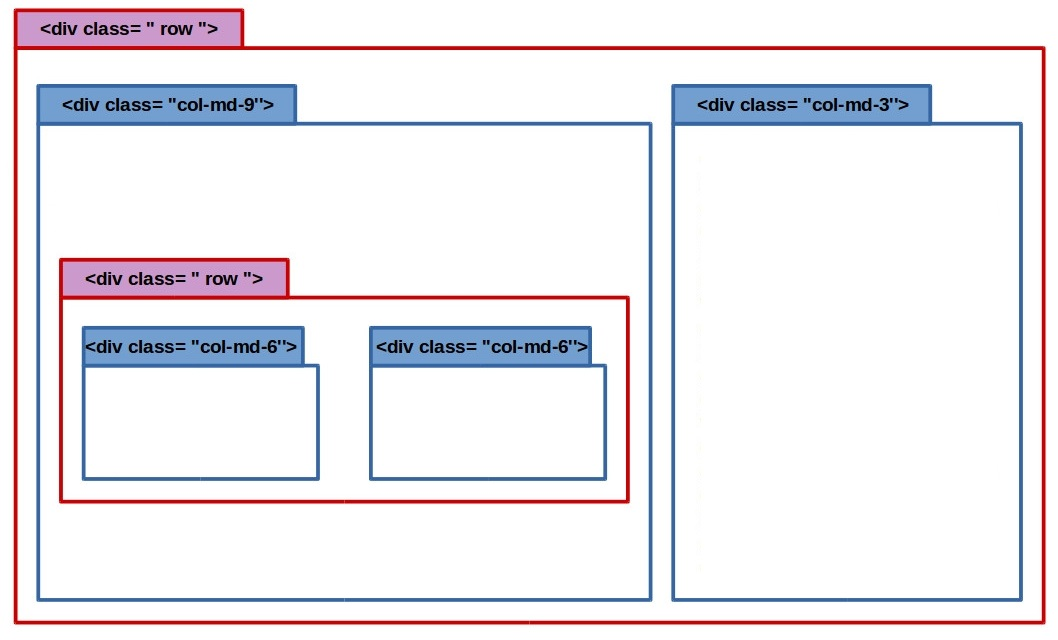 <div class= " row ">
<div class= "col-md-9">
<div class= "col-md-3">
<div class= " row ">
<div class= "col-md-6">
<div class= "col-md-6">